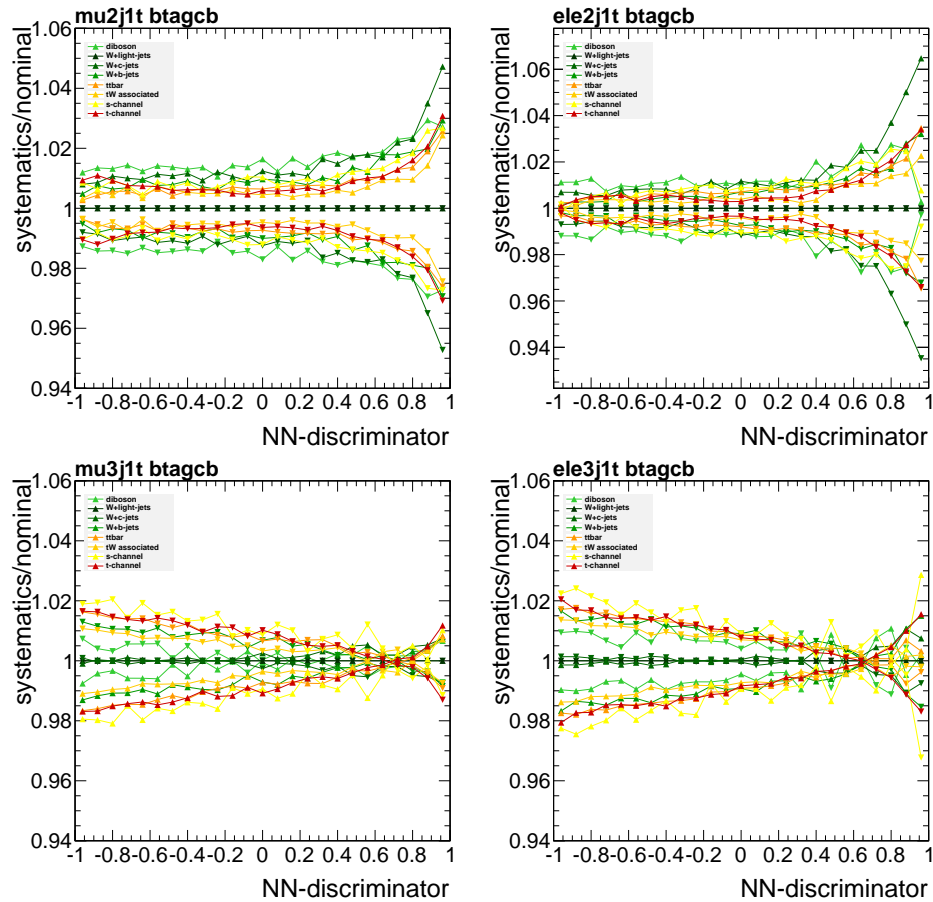 mu2j1t btagcb
systematics/nominal
1.06
1.04
1.02
1
0.98
0.96
0.94
diboson
W+light-jets
W+c-jets
W+b-jets
ttbar
tW associated
s-channel
t-channel
-1 -0.8 -0.6 -0.4 -0.2 0 0.2 0.4 0.6 0.8 1
NN-discriminator
ele2j1t btagcb
systematics/nominal
1.06
1.04
1.02
1
0.98
0.96
0.94
diboson
W+light-jets
W+c-jets
W+b-jets
ttbar
tW associated
s-channel
t-channel
-1 -0.8 -0.6 -0.4 -0.2 0 0.2 0.4 0.6 0.8 1
NN-discriminator
mu3j1t btagcb
systematics/nominal
1.06
1.04
1.02
1
0.98
0.96
0.94
diboson
W+light-jets
W+c-jets
W+b-jets
ttbar
tW associated
s-channel
t-channel
-1 -0.8 -0.6 -0.4 -0.2 0 0.2 0.4 0.6 0.8 1
NN-discriminator
ele3j1t btagcb
systematics/nominal
1.06
1.04
1.02
1
0.98
0.96
0.94
diboson
W+light-jets
W+c-jets
W+b-jets
ttbar
tW associated
s-channel
t-channel
-1 -0.8 -0.6 -0.4 -0.2 0 0.2 0.4 0.6 0.8 1
NN-discriminator